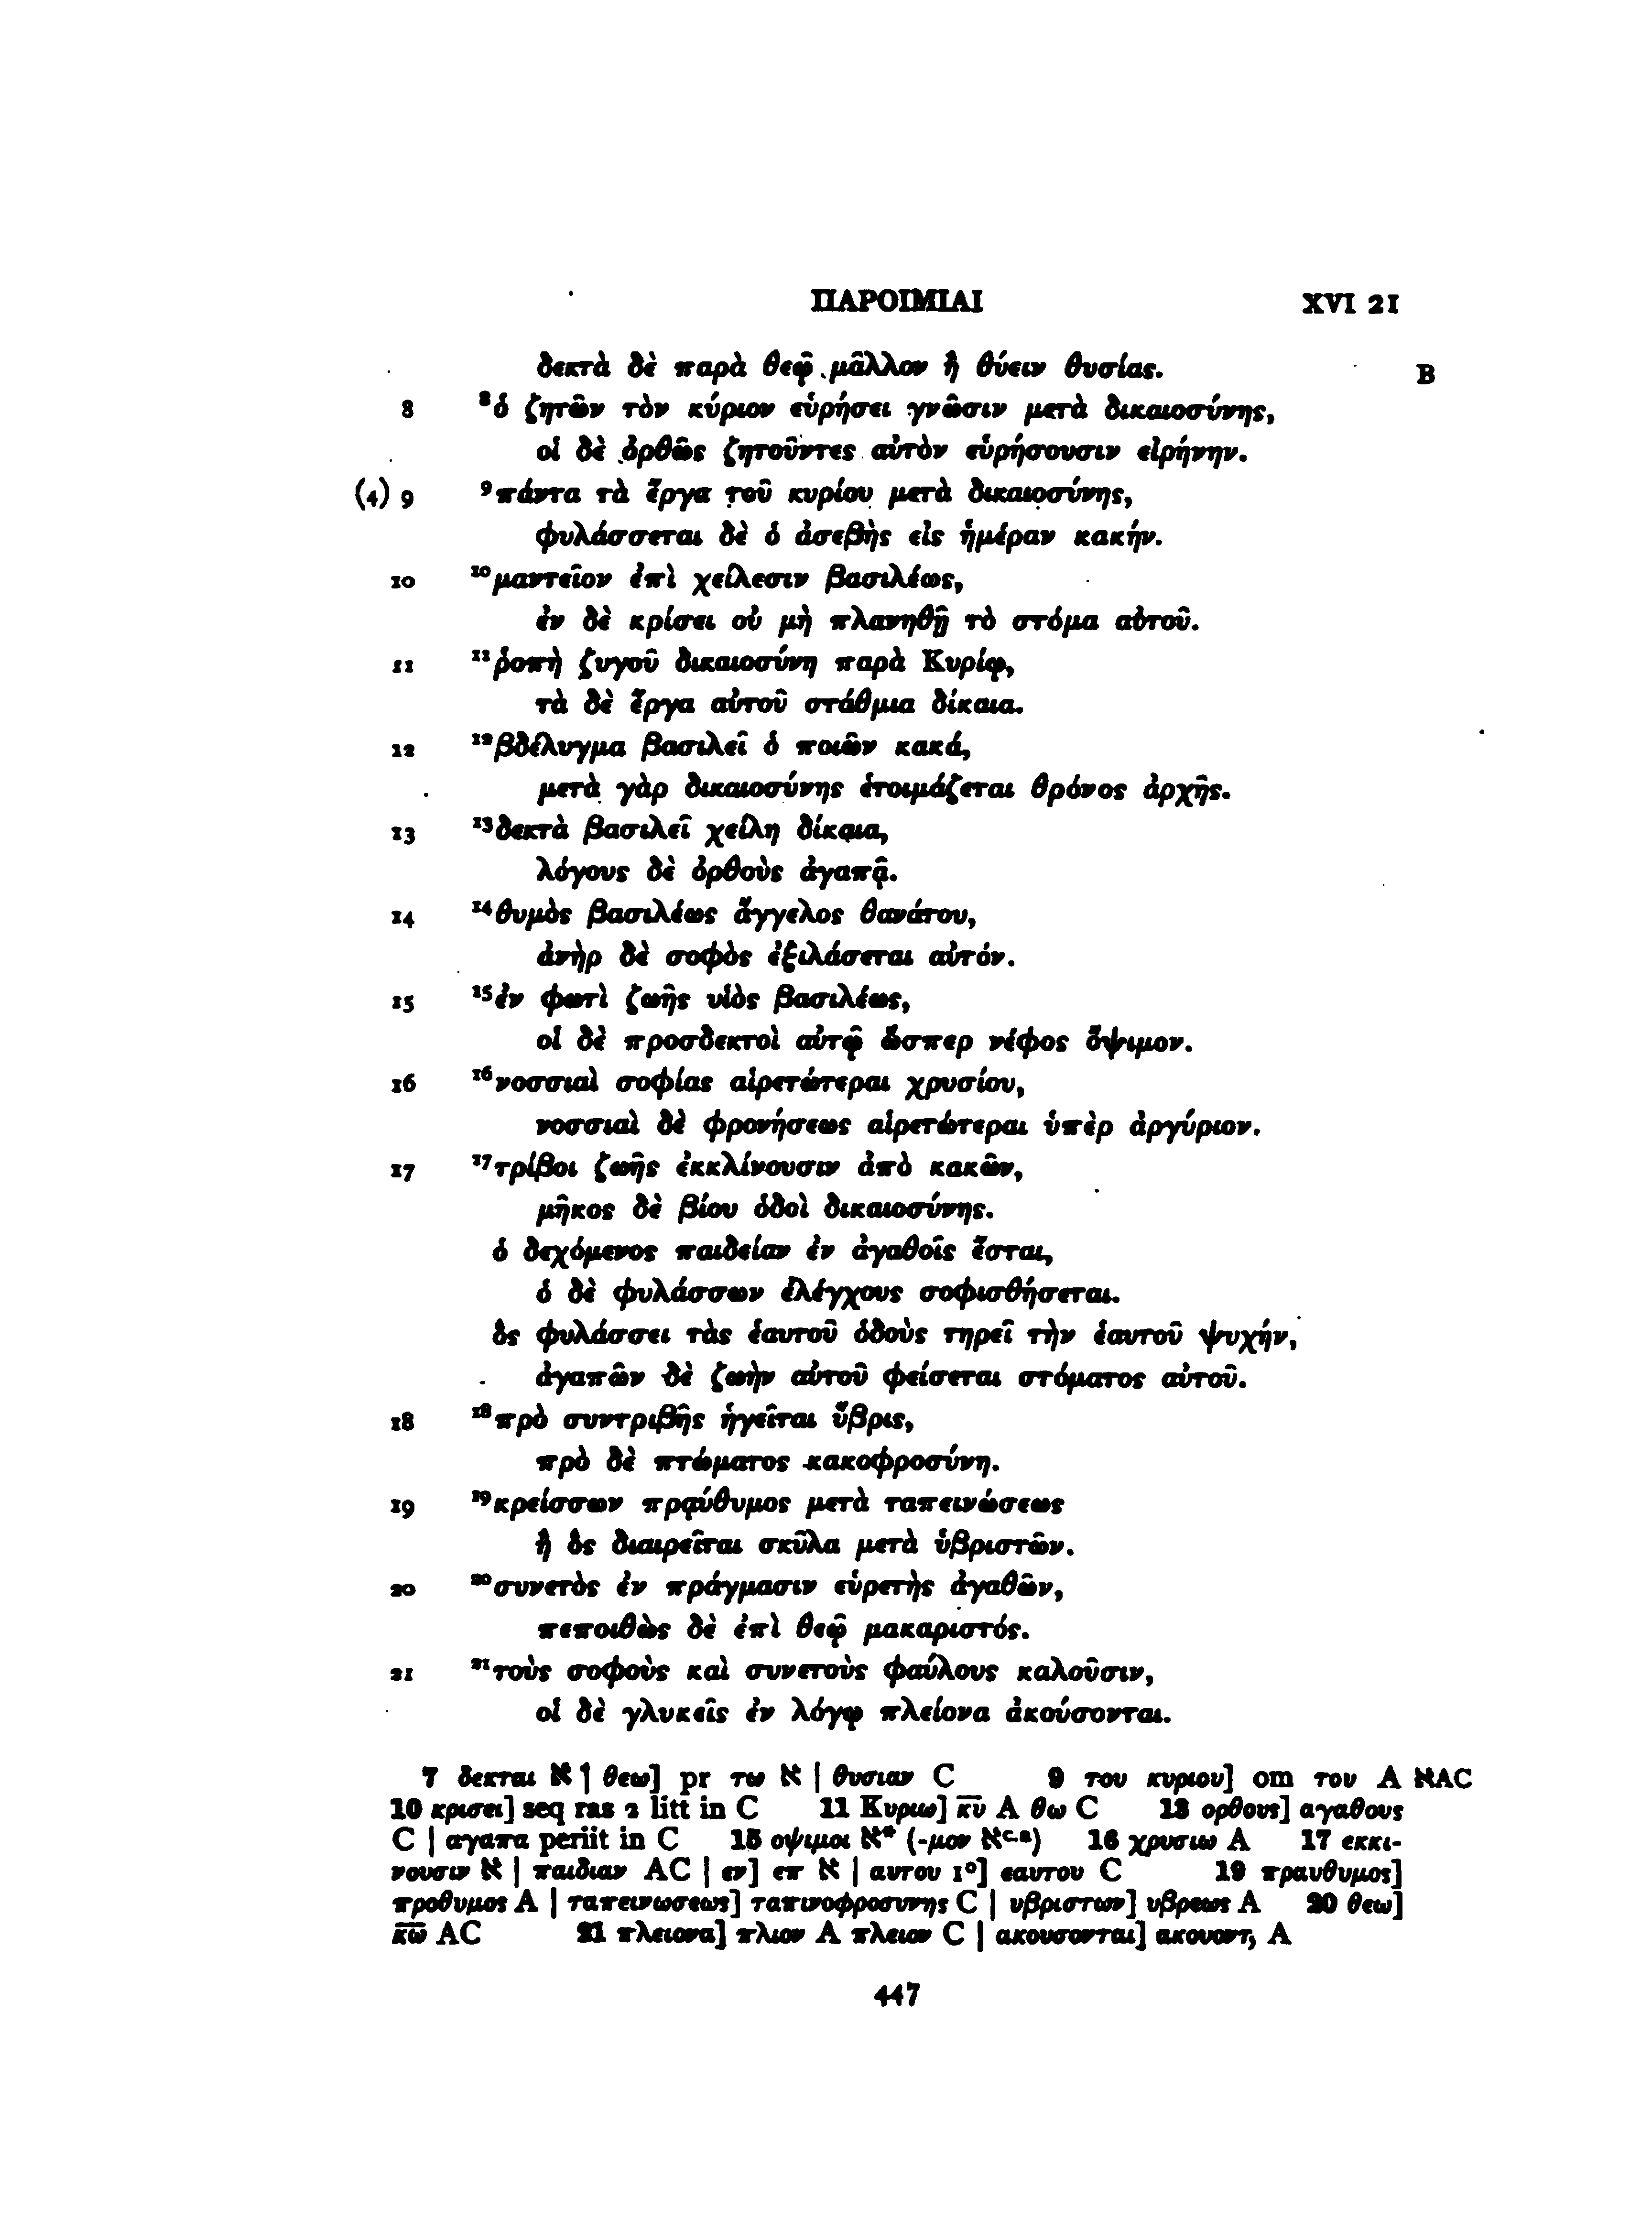 ΠΑΡΟΙΜΙΑΙ XVI 21
δεκτὰ δὲ παρὰ θεῷ μᾶλλον ἢ θύειν θυσίας. B
8 ⁸ὁ ζητῶν τὸν κύριον εὑρήσει γνῶσιν μετὰ δικαιοσύνης,
οἱ δὲ ὀρθῶς ζητοῦντες αὐτὸν εὑρήσουσιν εἰρήνην.
(4) 9 ⁹πάντα τὰ ἔργα τοῦ κυρίου μετὰ δικαιοσύνης,
φυλάσσεται δὲ ὁ ἀσεβὴς εἰς ἡμέραν κακήν.
10 ¹⁰μαντεῖον ἐπὶ χείλεσιν βασιλέως,
ἐν δὲ κρίσει οὐ μὴ πλανηθῇ τὸ στόμα αὐτοῦ.
11 ¹¹ῥοπὴ ζυγοῦ δικαιοσύνη παρὰ Κυρίῳ,
τὰ δὲ ἔργα αὐτοῦ στάθμια δίκαια.
12 ¹²βδέλυγμα βασιλεῖ ὁ ποιῶν κακά,
μετὰ γὰρ δικαιοσύνης ἑτοιμάζεται θρόνος ἀρχῆς.
13 ¹³δεκτὰ βασιλεῖ χείλη δίκαια,
λόγους δὲ ὀρθοὺς ἀγαπᾷ.
14 ¹⁴θυμὸς βασιλέως ἄγγελος θανάτου,
ἀνὴρ δὲ σοφὸς ἐξιλάσεται αὐτόν.
15 ¹⁵ἐν φωτὶ ζωῆς υἱὸς βασιλέως,
οἱ δὲ προσδεκτοὶ αὐτῷ ὥσπερ νέφος ὄψιμον.
16 ¹⁶νοσσιαὶ σοφίας αἱρετώτεραι χρυσίου,
νοσσιαὶ δὲ φρονήσεως αἱρετώτεραι ὑπὲρ ἀργύριον.
17 ¹⁷τρίβοι ζωῆς ἐκκλίνουσιν ἀπὸ κακῶν,
μῆκος δὲ βίου ὁδοὶ δικαιοσύνης.
ὁ δεχόμενος παιδείαν ἐν ἀγαθοῖς ἔσται,
ὁ δὲ φυλάσσων ἐλέγχους σοφισθήσεται.
ὃς φυλάσσει τὰς ἑαυτοῦ ὁδοὺς τηρεῖ τὴν ἑαυτοῦ ψυχήν,
ἀγαπῶν δὲ ζωὴν αὐτοῦ φείσεται στόματος αὐτοῦ.
18 ¹⁸πρὸ συντριβῆς ἡγεῖται ὕβρις,
πρὸ δὲ πτώματος κακοφροσύνη.
19 ¹⁹κρείσσων πραΰθυμος μετὰ ταπεινώσεως
ἢ ὃς διαιρεῖται σκῦλα μετὰ ὑβριστῶν.
20 ²⁰συνετὸς ἐν πράγμασιν εὑρετὴς ἀγαθῶν,
πεποιθὼς δὲ ἐπὶ θεῷ μακαριστός.
21 ²¹τοὺς σοφοὺς καὶ συνετοὺς φαύλους καλοῦσιν,
οἱ δὲ γλυκεῖς ἐν λόγῳ πλείονα ἀκούσονται.
7 δεκται ℵ | θεω] pr τω ℵ | θυσιαν C 9 του κυριου] om του A ℵAC
10 κρισει] seq ras 2 litt in C 11 Κυριω] κ̅υ̅ A θω C 13 ορθους] αγαθους
C | αγαπα periit in C 15 οψιμοι ℵ* (-μον ℵᶜ·ᵃ) 16 χρυσιω A 17 εκκι-
νουσιν ℵ | παιδιαν AC | εν] επ ℵ | αυτου 1°] εαυτου C 19 πραυθυμος]
προθυμος A | ταπεινωσεως] ταπινοφροσυνης C | υβριστων] υβρεως A 20 θεω]
κ̅ω̅ AC 21 πλειονα] πλιον A πλειον C | ακουσονται] ακουοντ, A
447